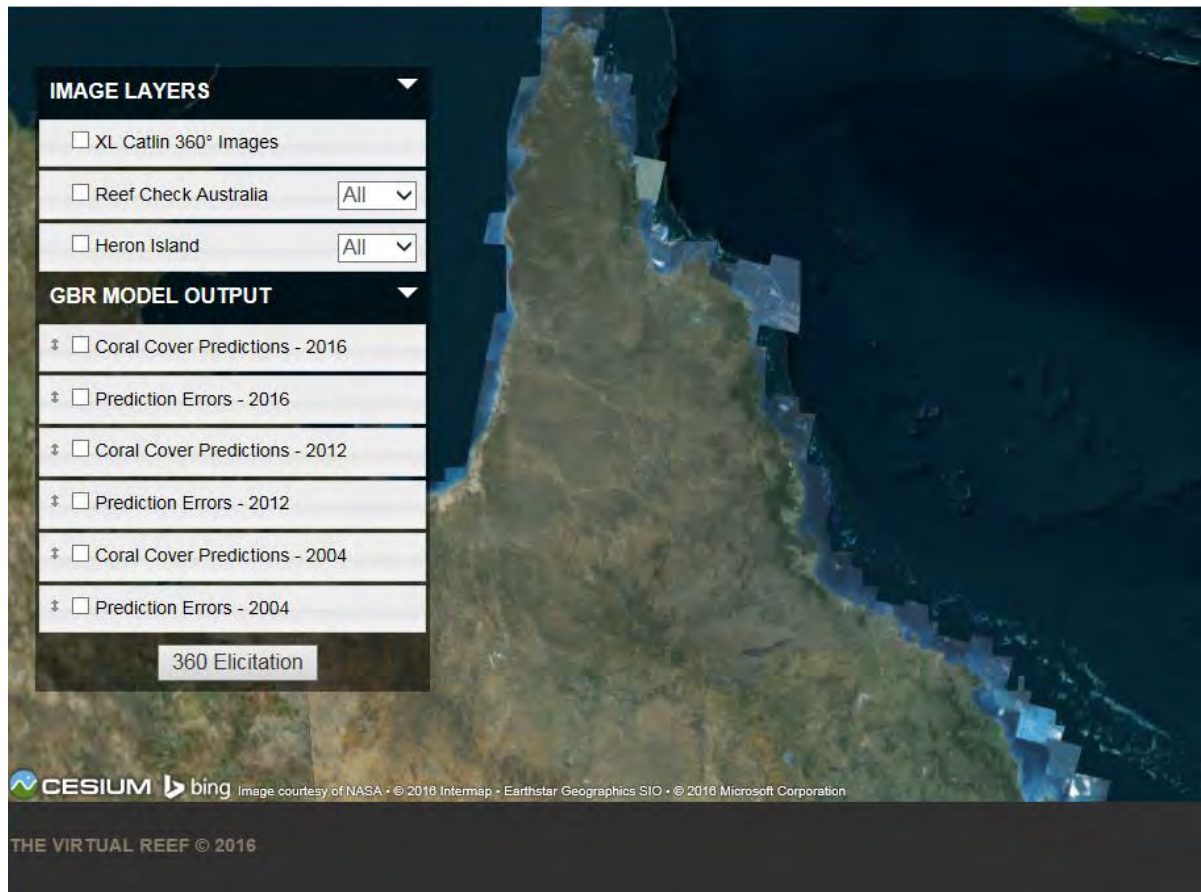 IMAGE LAYERS
XL Catlin 360° Images
Reef Check Australia All
Heron Island All
GBR MODEL OUTPUT
Coral Cover Predictions - 2016
Prediction Errors - 2016
Coral Cover Predictions - 2012
Prediction Errors - 2012
Coral Cover Predictions - 2004
Prediction Errors - 2004
360 Elicitation
CESIUM bing Image courtesy of NASA • © 2016 Intermap • Earthstar Geographics SIO • © 2016 Microsoft Corporation
THE VIRTUAL REEF © 2016